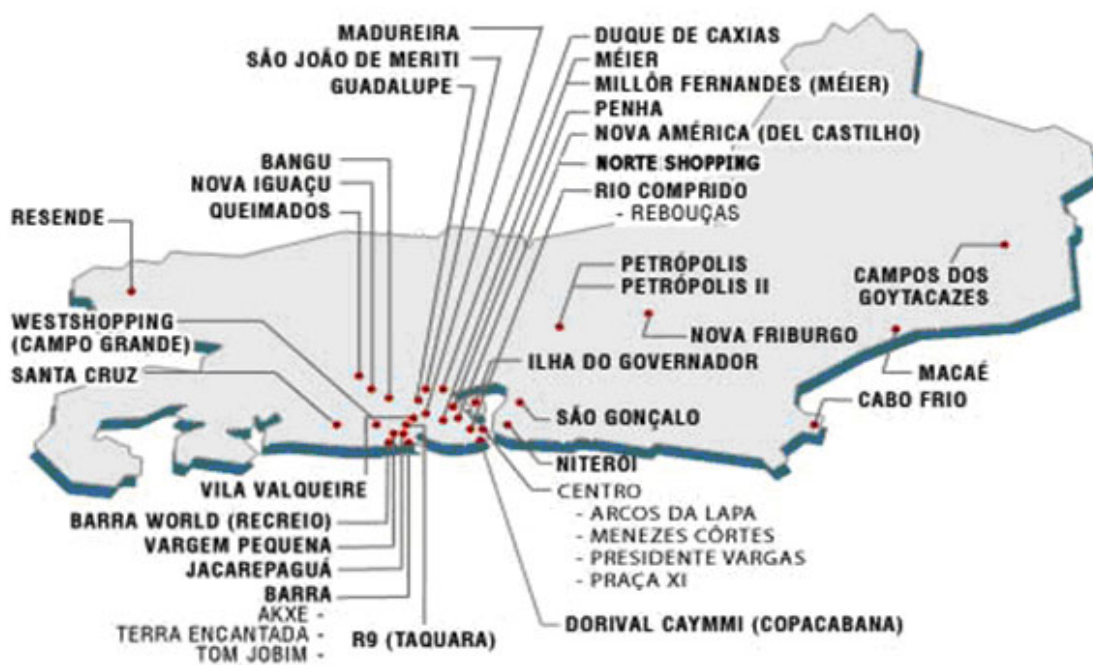 MADUREIRA
SÃO JOÃO DE MERITI
GUADALUPE
DUQUE DE CAXIAS
MÉIER
MILLÔR FERNANDES (MÉIER)
PENHA
NOVA AMÉRICA (DEL CASTILHO)
NORTE SHOPPING
RIO COMPRIDO
- REBOUÇAS
BANGU
NOVA IGUAÇU
QUEIMADOS
RESENDE
WESTSHOPPING
(CAMPO GRANDE)
SANTA CRUZ
PETRÓPOLIS
PETRÓPOLIS II
NOVA FRIBURGO
ILHA DO GOVERNADOR
CAMPOS DOS
GOYTACAZES
MACAÉ
CABO FRIO
SÃO GONÇALO
NITERÓI
CENTRO
- ARCOS DA LAPA
- MENEZES CÔRTES
- PRESIDENTE VARGAS
- PRAÇA XI
VILA VALQUEIRE
BARRA WORLD (RECREIO)
VARGEM PEQUENA
JACAREPAGUÁ
BARRA
AKXE -
TERRA ENCANTADA -
TOM JOBIM -
R9 (TAQUARA)
DORIVAL CAYMMI (COPACABANA)